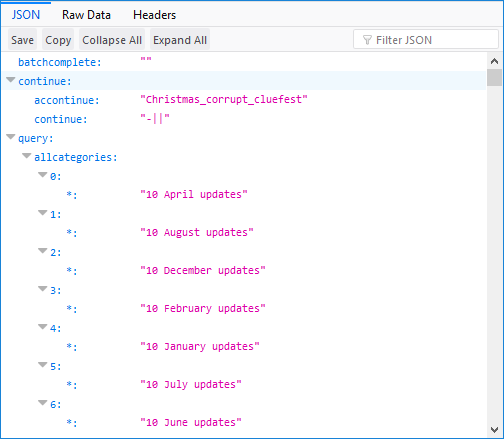 JSON Raw Data Headers
Save Copy Collapse All Expand All Filter JSON
batchcomplete: ""
continue:
accontinue: "Christmas_corrupt_cluefest"
continue: "-||"
query:
allcategories:
0:
*: "10 April updates"
1:
*: "10 August updates"
2:
*: "10 December updates"
3:
*: "10 February updates"
4:
*: "10 January updates"
5:
*: "10 July updates"
6:
*: "10 June updates"